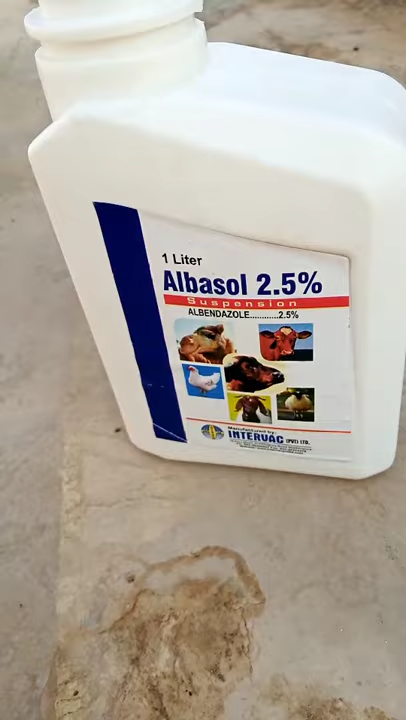 1 Liter
Albasol 2.5%
Suspension
ALBENDAZOLE............2.5%
Manufactured by:
INTERVAC (PVT) LTD.